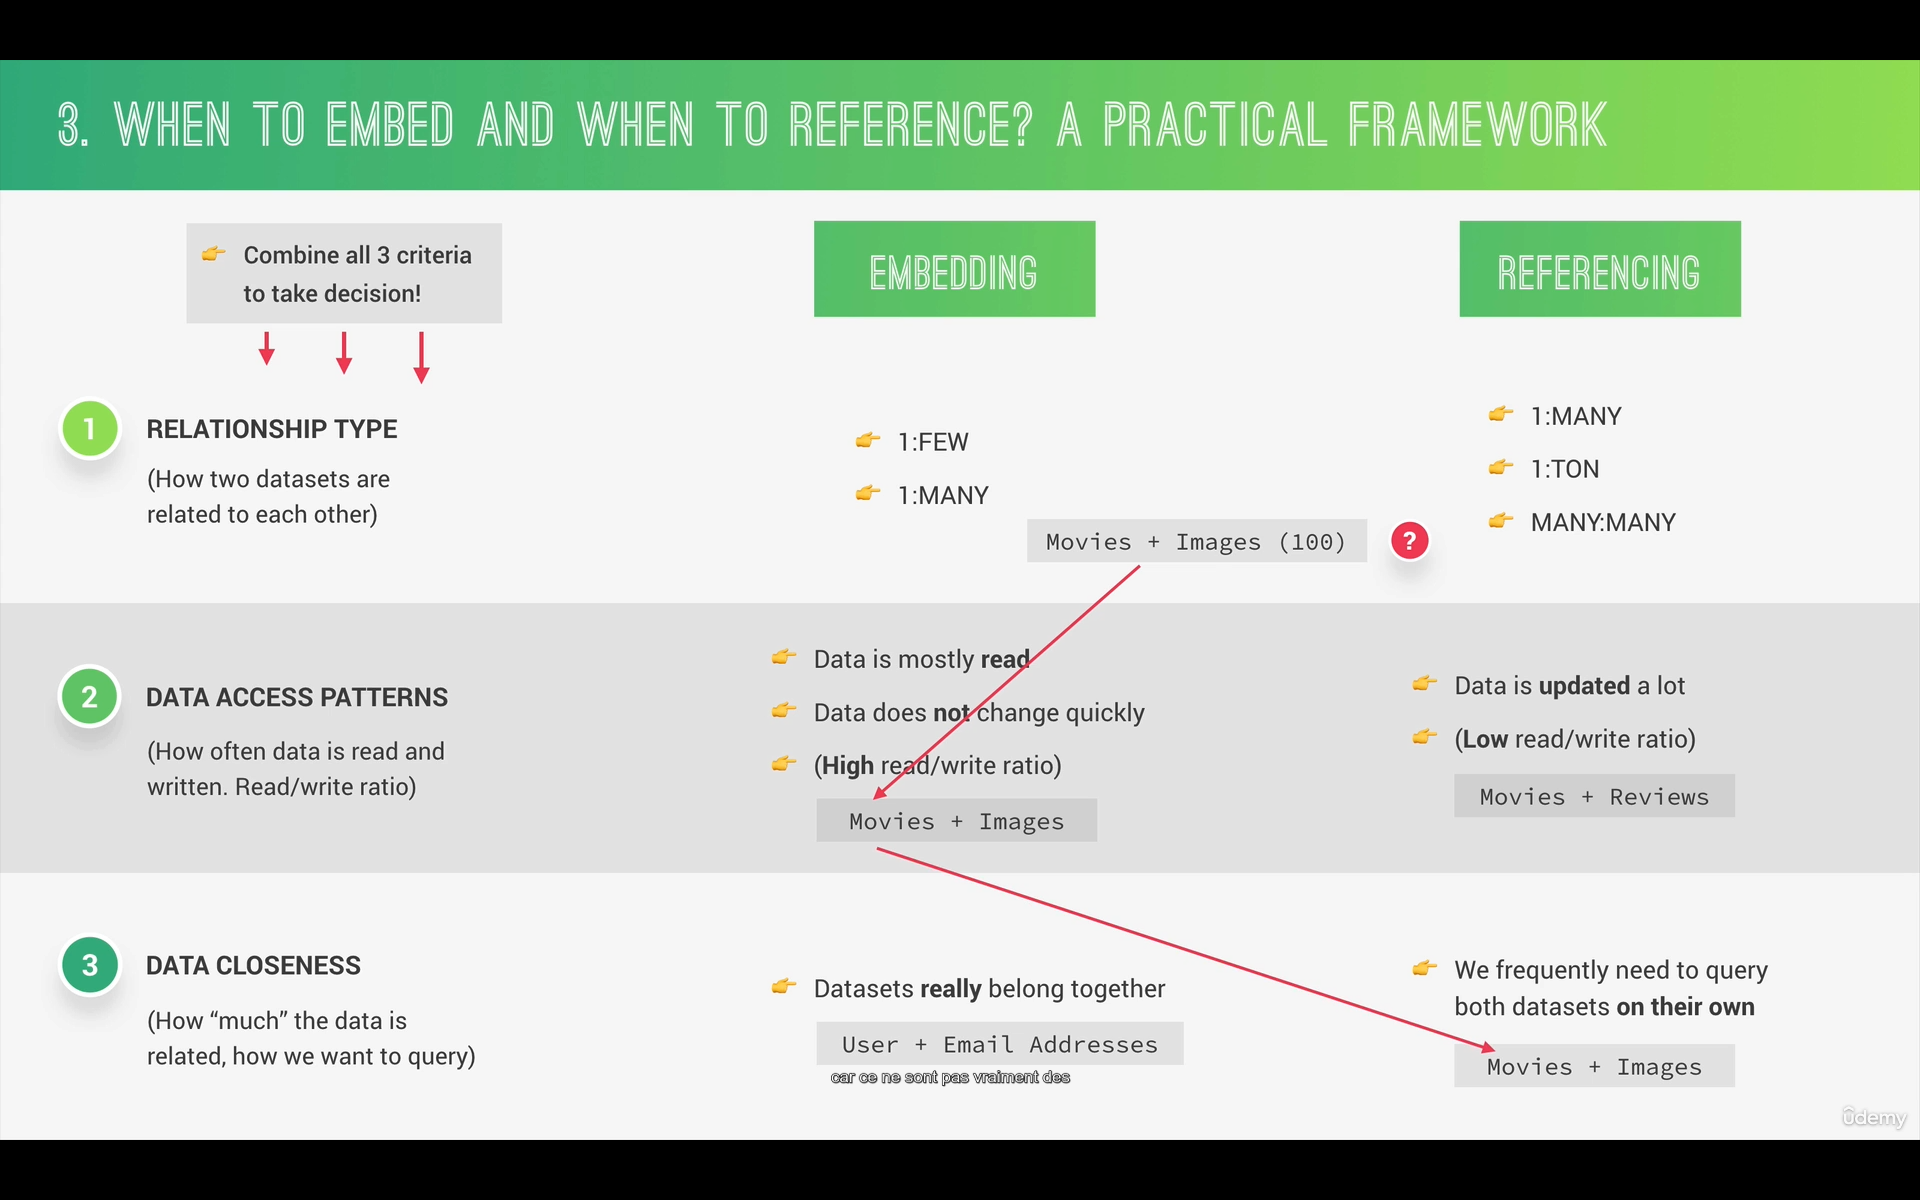 3. WHEN TO EMBED AND WHEN TO REFERENCE? A PRACTICAL FRAMEWORK
Combine all 3 criteria
to take decision!
EMBEDDING
REFERENCING
1
RELATIONSHIP TYPE
(How two datasets are
related to each other)
1:FEW
1:MANY
Movies + Images (100)
?
1:MANY
1:TON
MANY:MANY
2
DATA ACCESS PATTERNS
(How often data is read and
written. Read/write ratio)
Data is mostly read
Data does not change quickly
(High read/write ratio)
Movies + Images
Data is updated a lot
(Low read/write ratio)
Movies + Reviews
3
DATA CLOSENESS
(How “much” the data is
related, how we want to query)
Datasets really belong together
User + Email Addresses
car ce ne sont pas vraiment des
We frequently need to query
both datasets on their own
Movies + Images
ûdemy